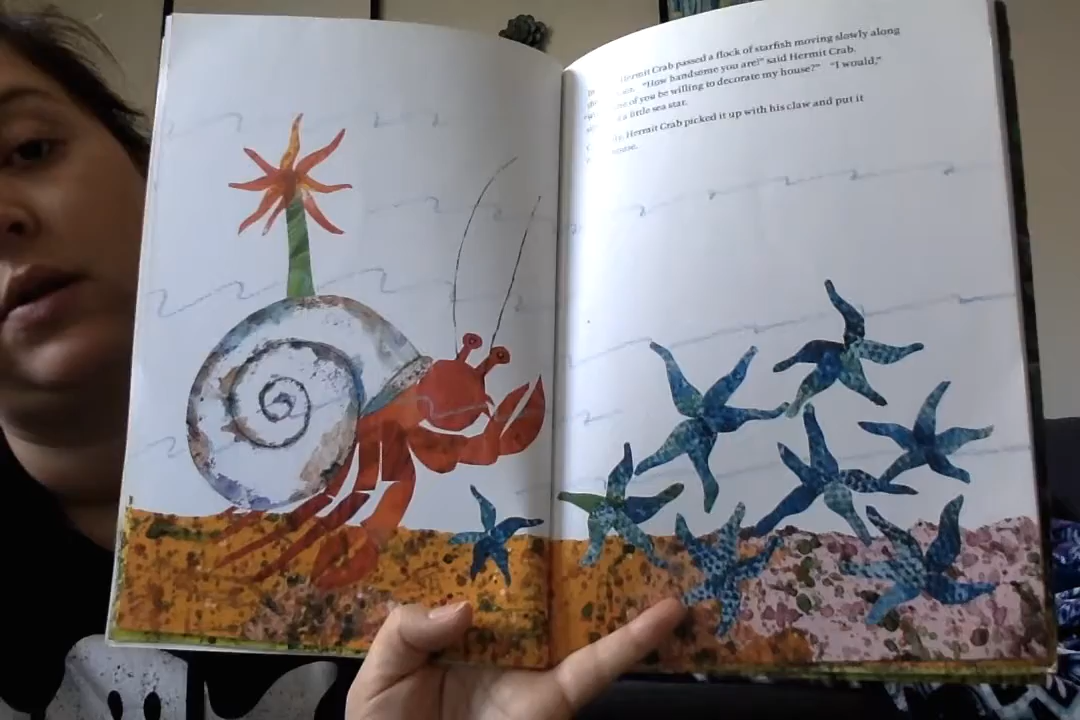 Hermit Crab passed a flock of starfish moving slowly along
"How handsome you are!" said Hermit Crab.
of you be willing to decorate my house?" "I would,"
a little sea star.
Hermit Crab picked it up with his claw and put it